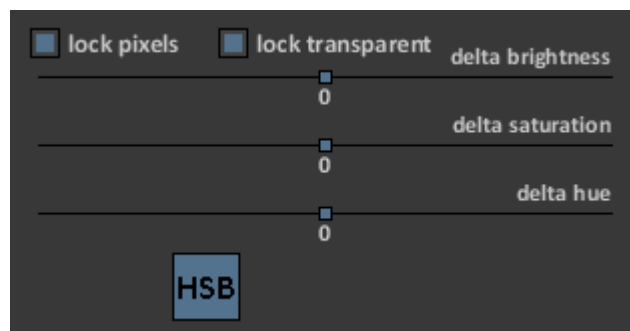 lock pixels
lock transparent
delta brightness
0
delta saturation
0
delta hue
0
HSB